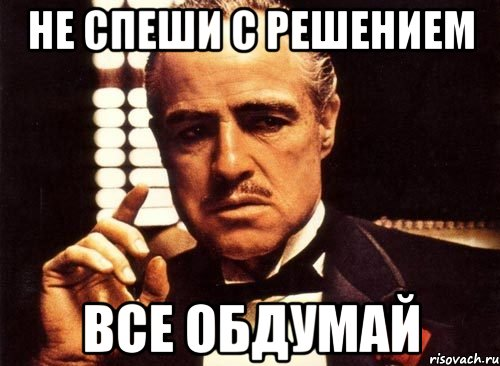 НЕ СПЕШИ С РЕШЕНИЕМ
ВСЕ ОБДУМАЙ
risovach.ru